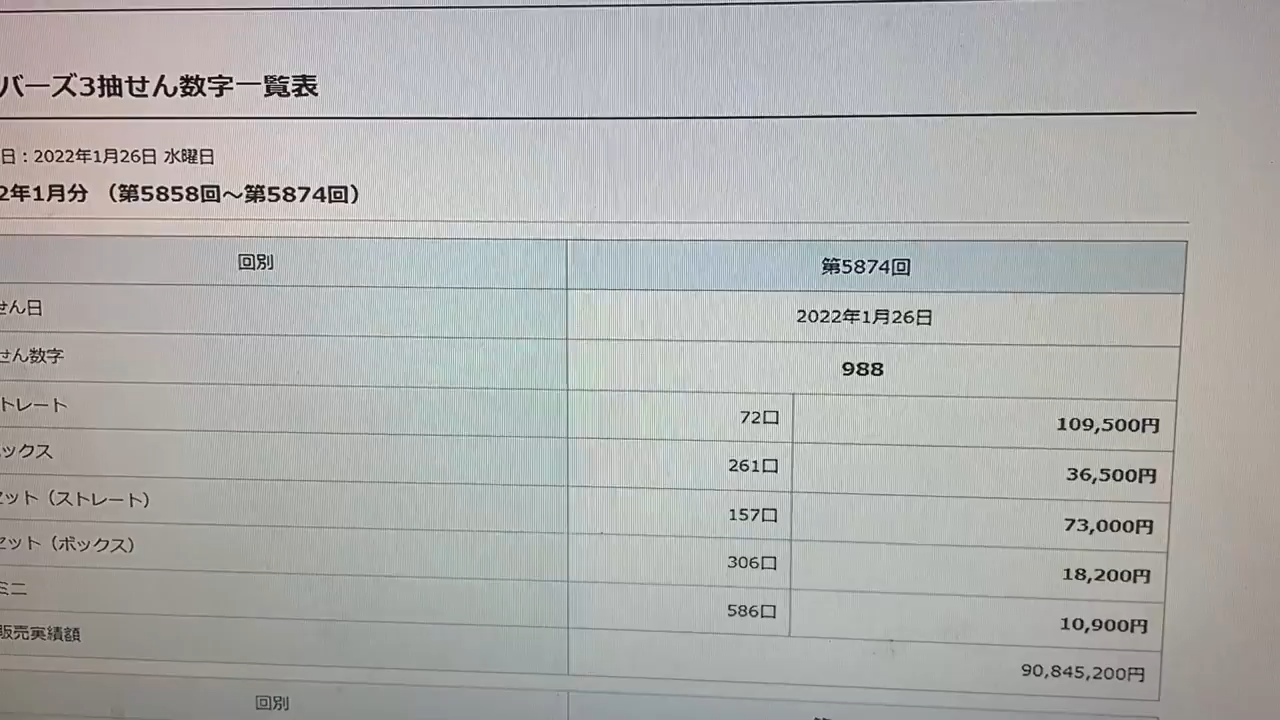 バーズ3抽せん数字一覧表
日：2022年1月26日 水曜日
2年1月分 （第5858回～第5874回）
回別 第5874回
せん日 2022年1月26日
せん数字 988
トレート 72口 109,500円
ックス 261口 36,500円
セット（ストレート） 157口 73,000円
セット（ボックス） 306口 18,200円
ミニ 586口 10,900円
販売実績額 90,845,200円
回別